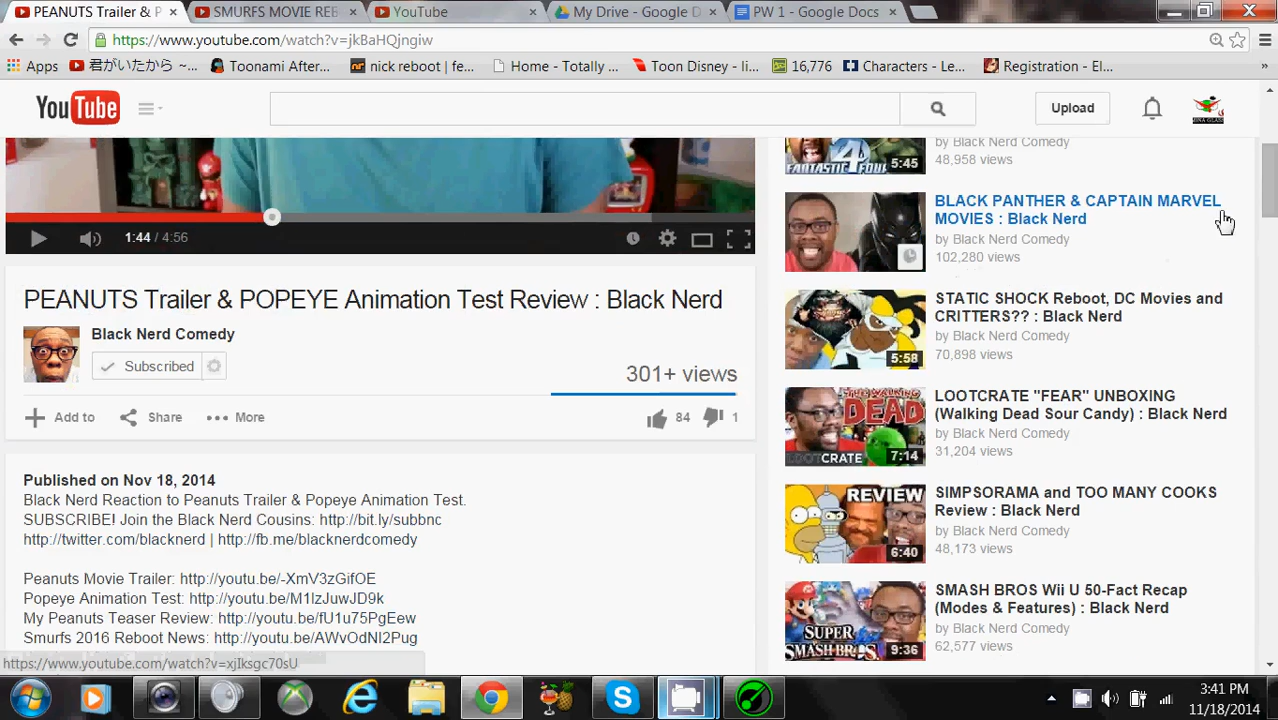 PEANUTS Trailer & P
SMURFS MOVIE REB
YouTube
My Drive - Google D
PW 1 - Google Docs
https://www.youtube.com/watch?v=jkBaHQjngiw
Apps
君がいたから ~...
Toonami After...
nick reboot | fe...
Home - Totally ...
Toon Disney - li...
16,776
Characters - Le...
Registration - El...
»
YouTube
Upload
FANTASTIC FOUR
4
5:45
by Black Nerd Comedy
48,958 views
BLACK PANTHER & CAPTAIN MARVEL
MOVIES : Black Nerd
by Black Nerd Comedy
102,280 views
1:44 / 4:56
PEANUTS Trailer & POPEYE Animation Test Review : Black Nerd
Black Nerd Comedy
Subscribed
301+ views
Add to
Share
More
84
1
STATIC SHOCK Reboot, DC Movies and
CRITTERS?? : Black Nerd
by Black Nerd Comedy
70,898 views
5:58
LOOTCRATE "FEAR" UNBOXING
(Walking Dead Sour Candy) : Black Nerd
by Black Nerd Comedy
31,204 views
THE WALKING
DEAD
LOOTCRATE
7:14
Published on Nov 18, 2014
Black Nerd Reaction to Peanuts Trailer & Popeye Animation Test.
SUBSCRIBE! Join the Black Nerd Cousins: http://bit.ly/subbnc
http://twitter.com/blacknerd | http://fb.me/blacknerdcomedy
Peanuts Movie Trailer: http://youtu.be/-XmV3zGifOE
Popeye Animation Test: http://youtu.be/M1IzJuwJD9k
My Peanuts Teaser Review: http://youtu.be/fU1u75PgEew
Smurfs 2016 Reboot News: http://youtu.be/AWvOdNI2Pug
SIMPSORAMA and TOO MANY COOKS
Review : Black Nerd
by Black Nerd Comedy
48,173 views
REVIEW
6:40
SMASH BROS Wii U 50-Fact Recap
(Modes & Features) : Black Nerd
by Black Nerd Comedy
62,577 views
SUPER
SMASH BROS.
9:36
https://www.youtube.com/watch?v=xjIksgc70sU
3:41 PM
11/18/2014